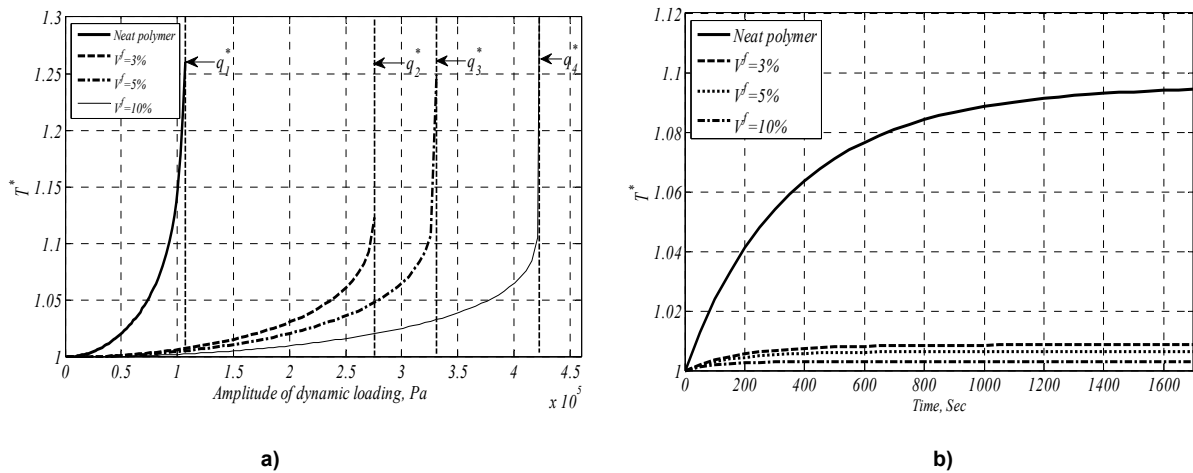 1.3
1.25
1.2
1.15
1.1
1.05
1
T*
Neat polymer
V^f=3%
V^f=5%
V^f=10%
q1*
q2*
q3*
q4*
0 0.5 1 1.5 2 2.5 3 3.5 4 4.5
x 10^5
Amplitude of dynamic loading, Pa
a)
1.12
1.1
1.08
1.06
1.04
1.02
1
T*
Neat polymer
V^f=3%
V^f=5%
V^f=10%
0 200 400 600 800 1000 1200 1400 1600
Time, Sec
b)